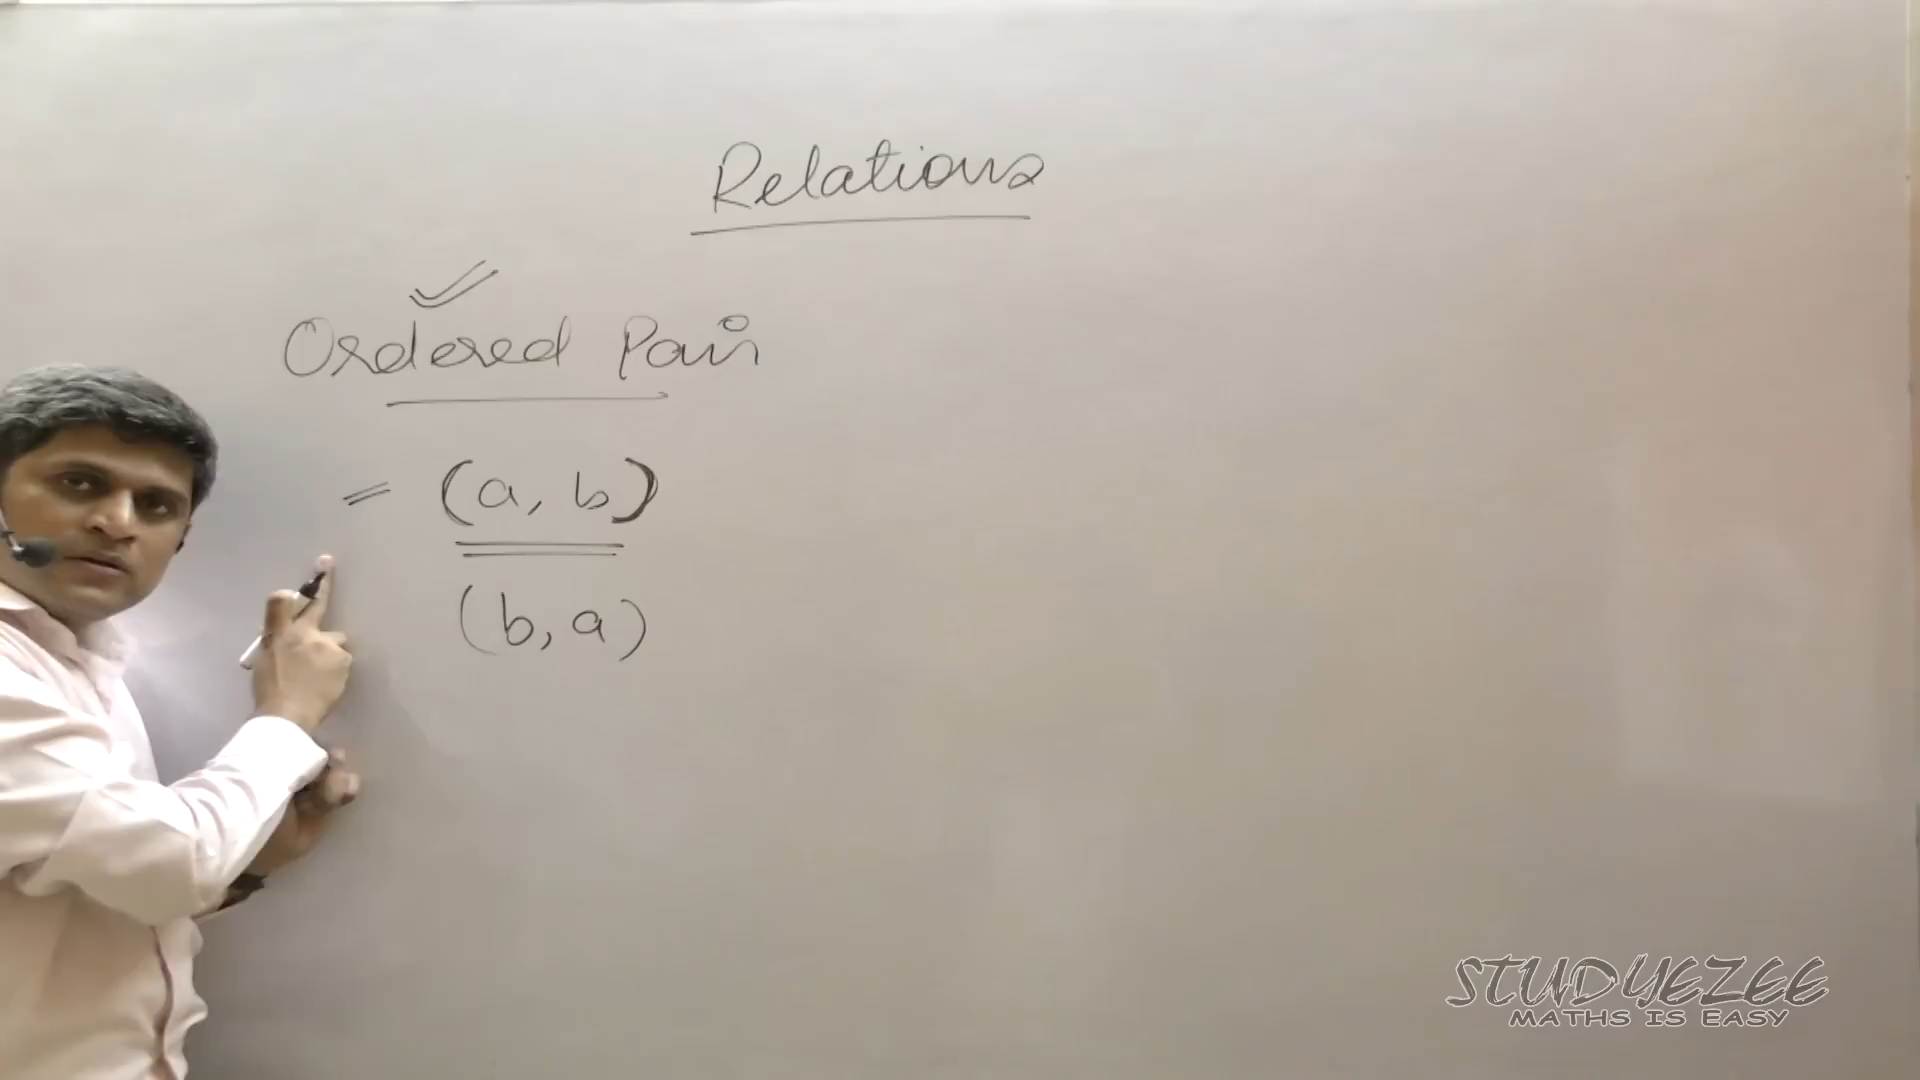 Relations
Ordered Pair
= (a, b)
(b, a)
STUDYEZEE
MATHS IS EASY